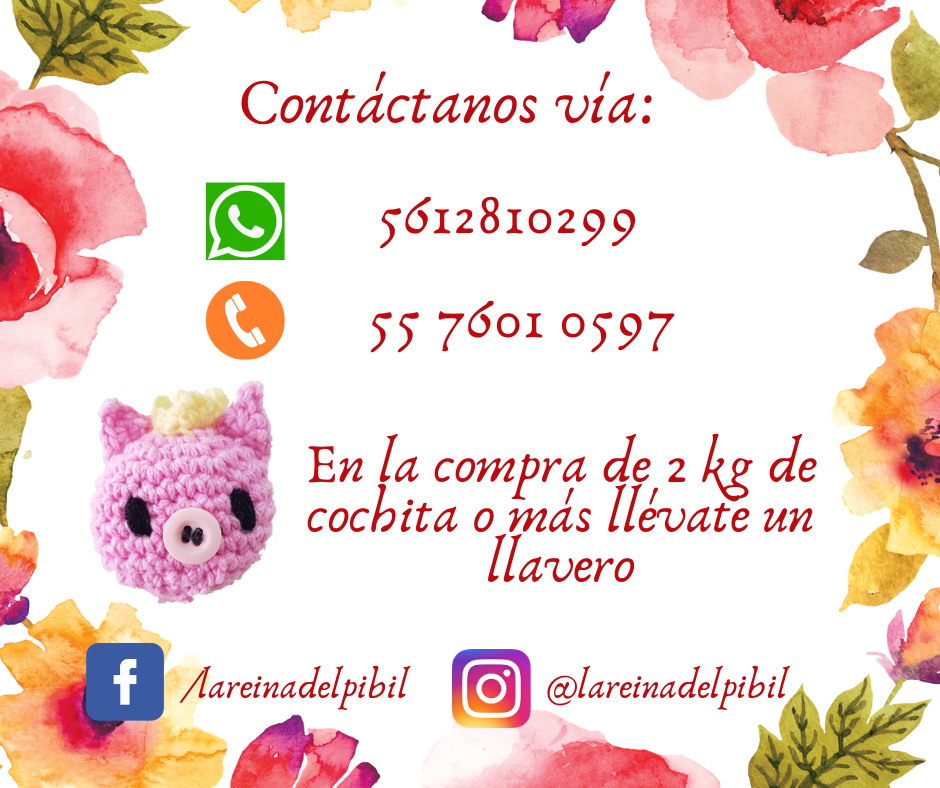 Contáctanos vía:
5612810299
55 7601 0597
En la compra de 2 kg de
cochita o más llévate un
llavero
/lareinadelpibil
@lareinadelpibil